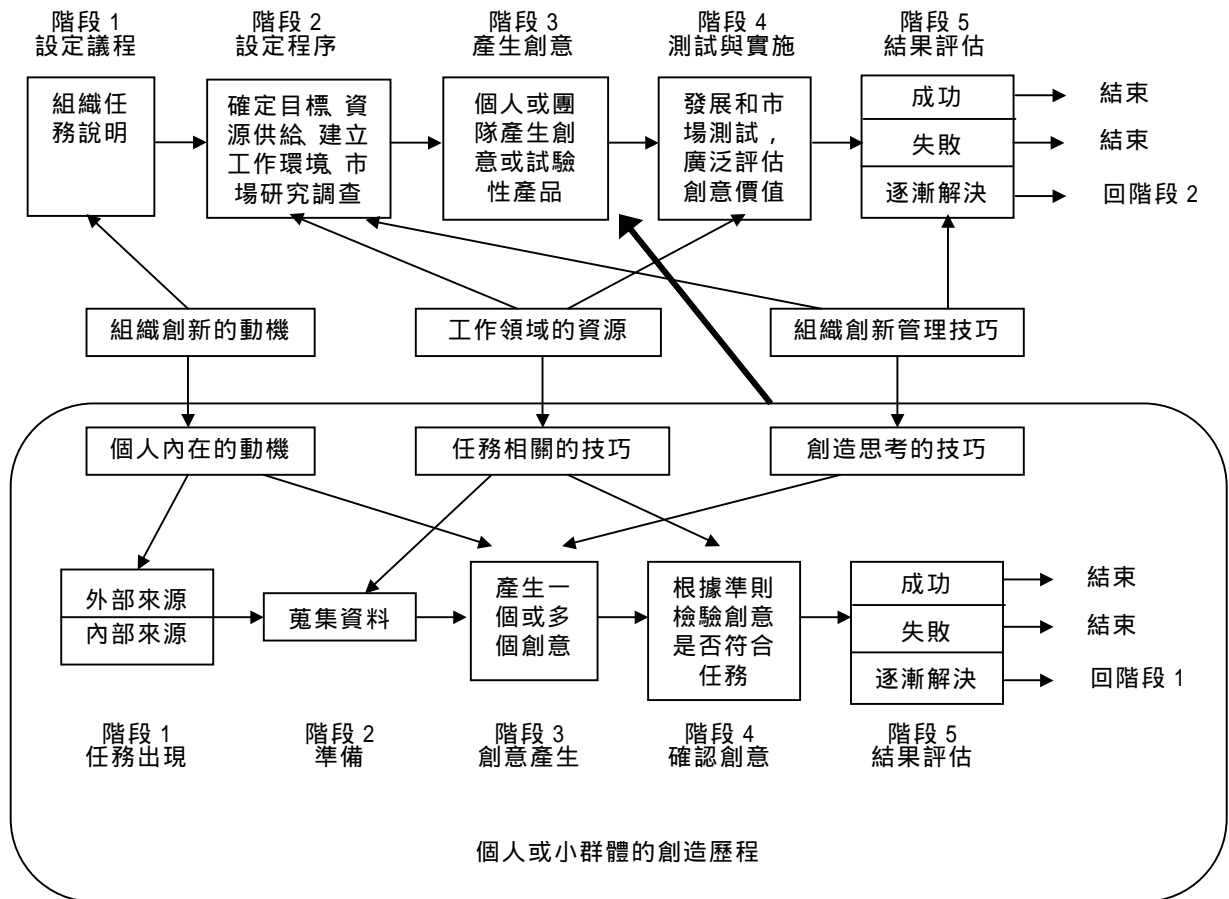 階段 1
設定議程
階段 2
設定程序
階段 3
產生創意
階段 4
測試與實施
階段 5
結果評估
組織任
務說明
確定目標、資
源供給、建立
工作環境、市
場研究調查
個人或團
隊產生創
意或試驗
性產品
發展和市
場測試，
廣泛評估
創意價值
成功
失敗
逐漸解決
結束
結束
回階段 2
組織創新的動機
工作領域的資源
組織創新管理技巧
個人內在的動機
任務相關的技巧
創造思考的技巧
外部來源
內部來源
蒐集資料
產生一
個或多
個創意
根據準則
檢驗創意
是否符合
任務
成功
失敗
逐漸解決
結束
結束
回階段 1
階段 1
任務出現
階段 2
準備
階段 3
創意產生
階段 4
確認創意
階段 5
結果評估
個人或小群體的創造歷程